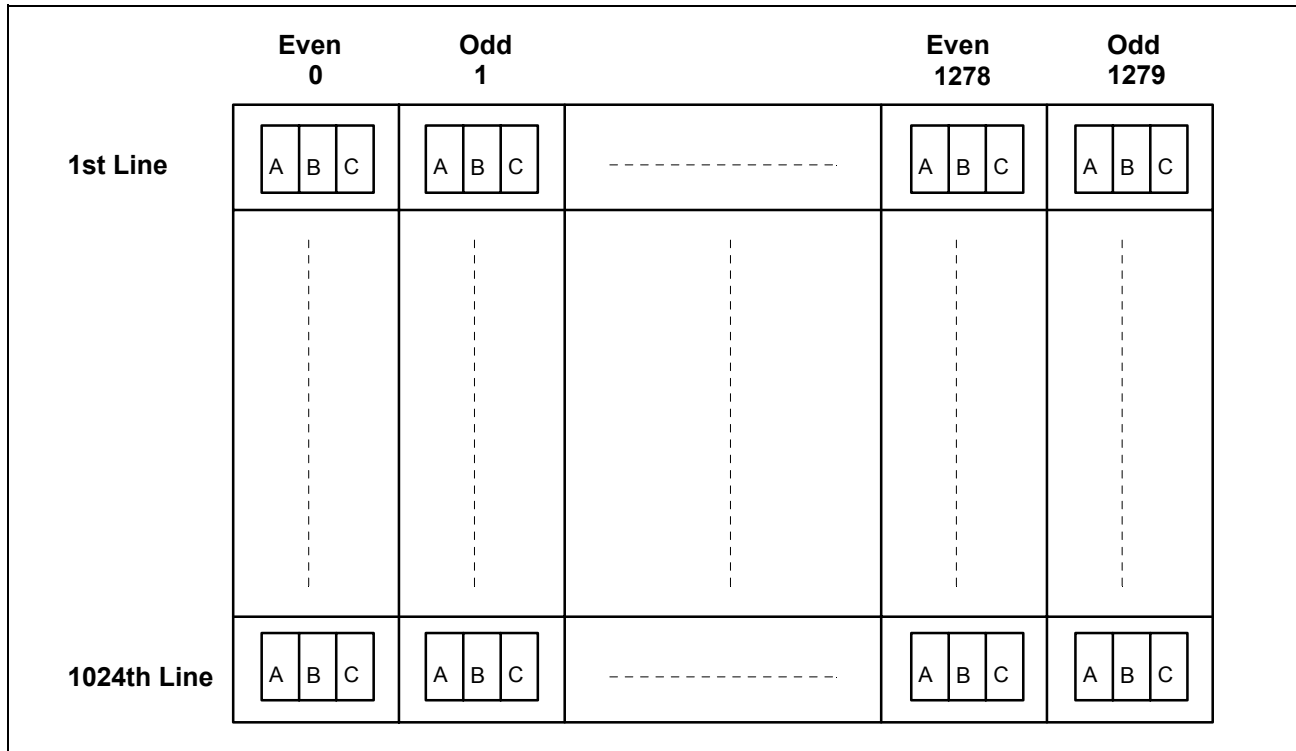 Even Odd Even Odd
0 1 1278 1279
1st Line A B C A B C A B C A B C
1024th Line A B C A B C A B C A B C